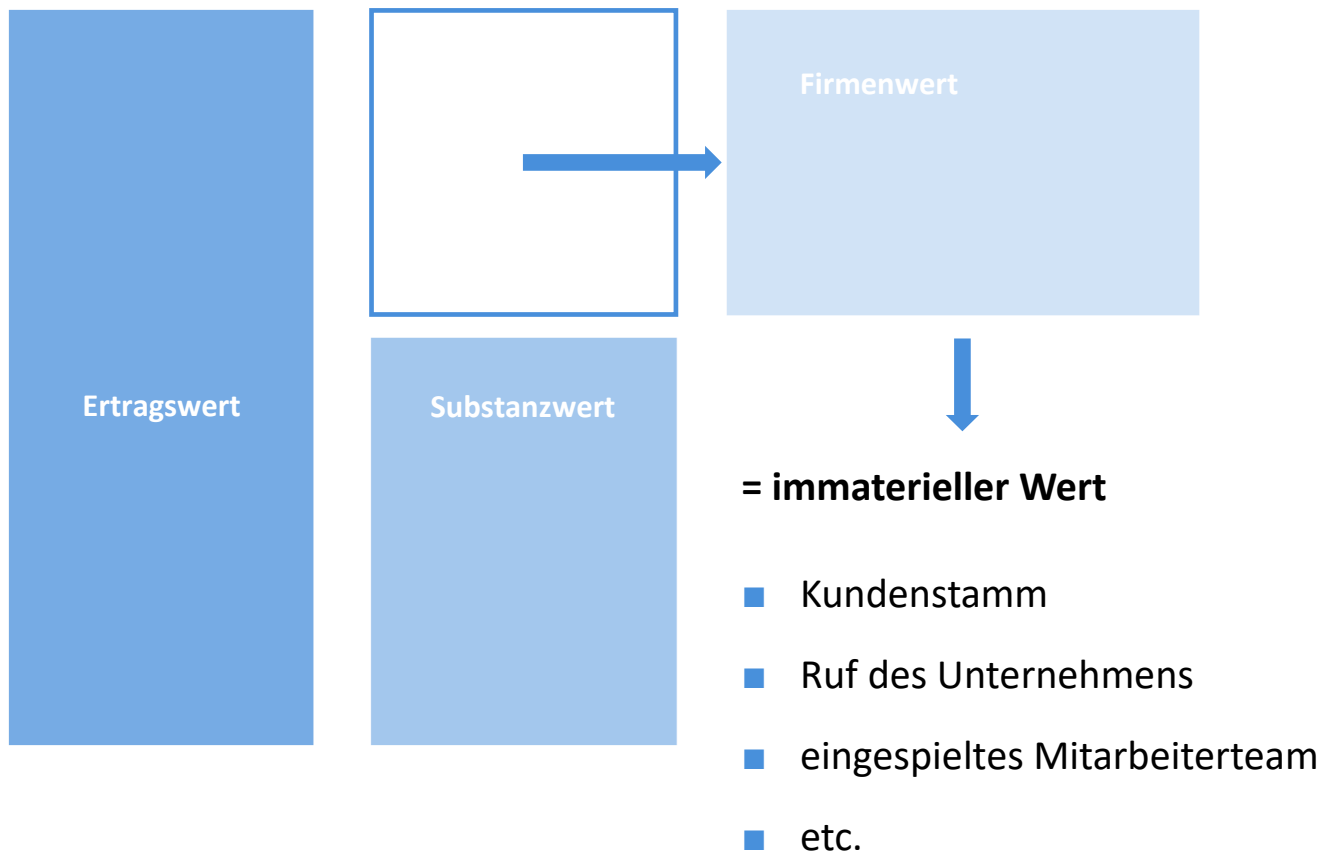 Firmenwert
Ertragswert
Substanzwert
= immaterieller Wert
Kundenstamm
Ruf des Unternehmens
eingespieltes Mitarbeiterteam
etc.